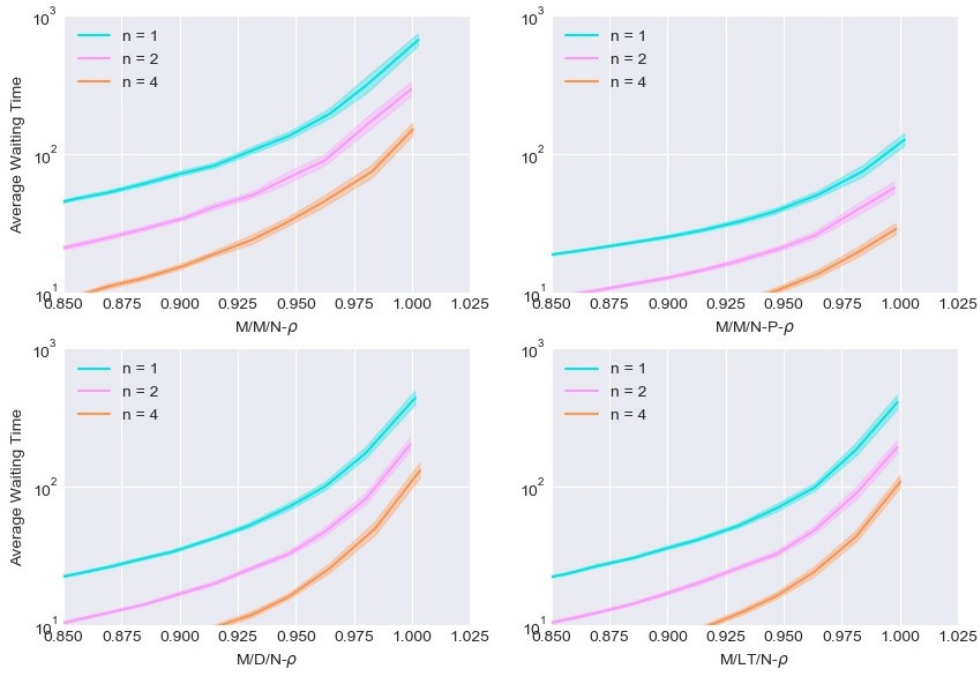 10³
n = 1
n = 2
n = 4
10²
10¹
Average Waiting Time
0.850 0.875 0.900 0.925 0.950 0.975 1.000 1.025
M/M/N-ρ
10³
n = 1
n = 2
n = 4
10²
10¹
0.850 0.875 0.900 0.925 0.950 0.975 1.000 1.025
M/M/N-P-ρ
10³
n = 1
n = 2
n = 4
10²
10¹
Average Waiting Time
0.850 0.875 0.900 0.925 0.950 0.975 1.000 1.025
M/D/N-ρ
10³
n = 1
n = 2
n = 4
10²
10¹
0.850 0.875 0.900 0.925 0.950 0.975 1.000 1.025
M/LT/N-ρ